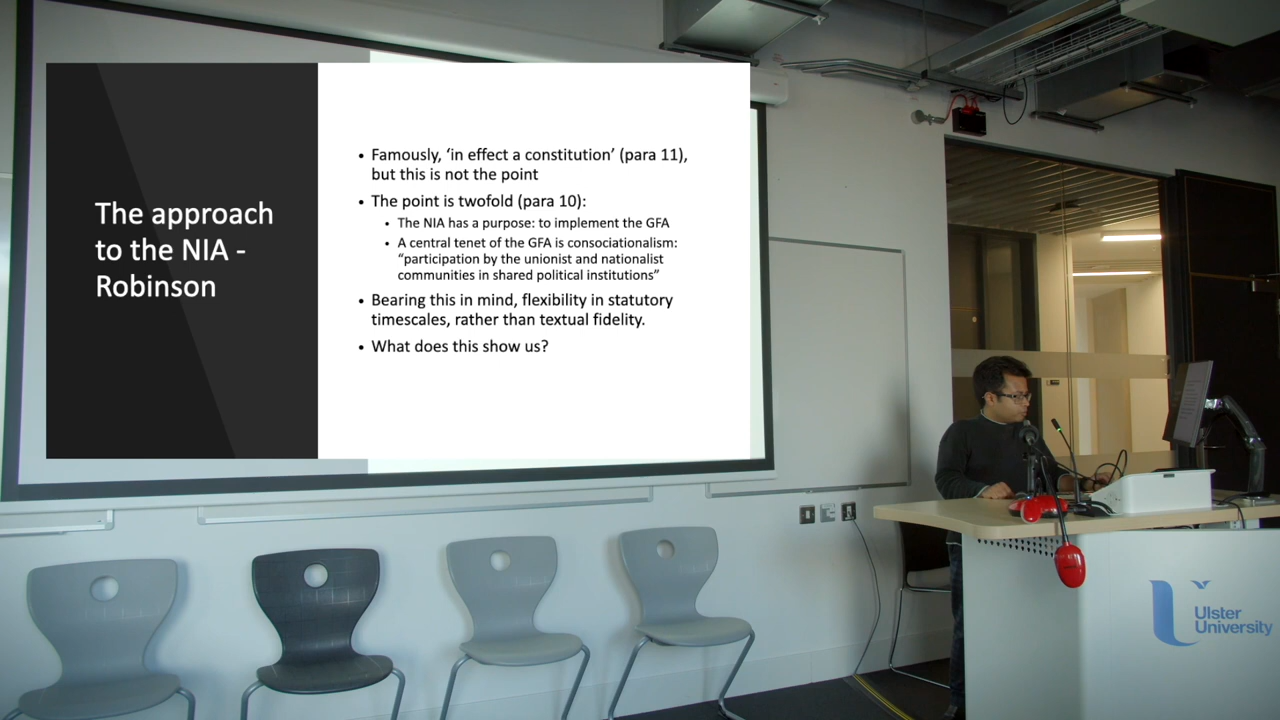 The approach
to the NIA -
Robinson
• Famously, ‘in effect a constitution’ (para 11),
but this is not the point
• The point is twofold (para 10):
• The NIA has a purpose: to implement the GFA
• A central tenet of the GFA is consociationalism:
“participation by the unionist and nationalist
communities in shared political institutions”
• Bearing this in mind, flexibility in statutory
timescales, rather than textual fidelity.
• What does this show us?
Ulster
University